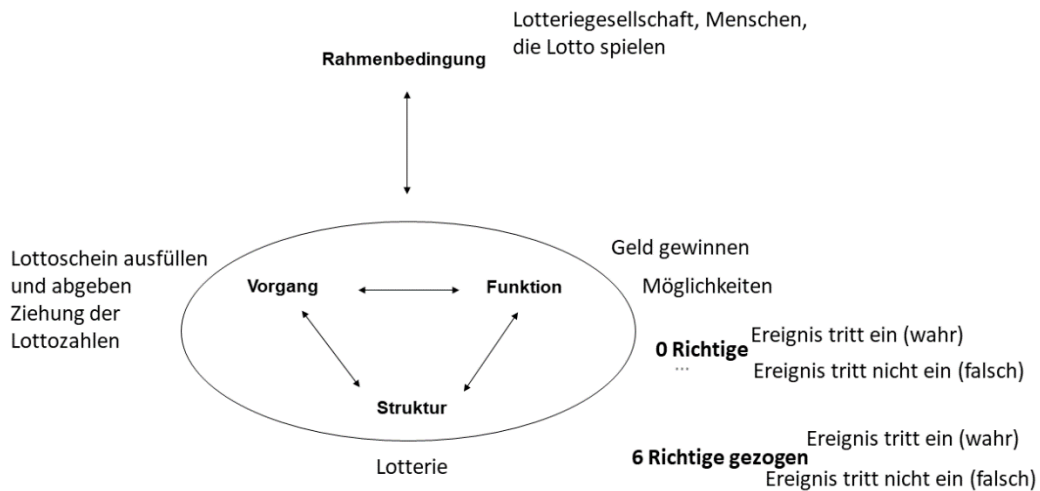 Lotteriegesellschaft, Menschen,
die Lotto spielen
Rahmenbedingung
Lottoschein ausfüllen
und abgeben
Ziehung der
Lottozahlen
Vorgang
Funktion
Struktur
Lotterie
Geld gewinnen
Möglichkeiten
0 Richtige
...
Ereignis tritt ein (wahr)
Ereignis tritt nicht ein (falsch)
6 Richtige gezogen
Ereignis tritt ein (wahr)
Ereignis tritt nicht ein (falsch)